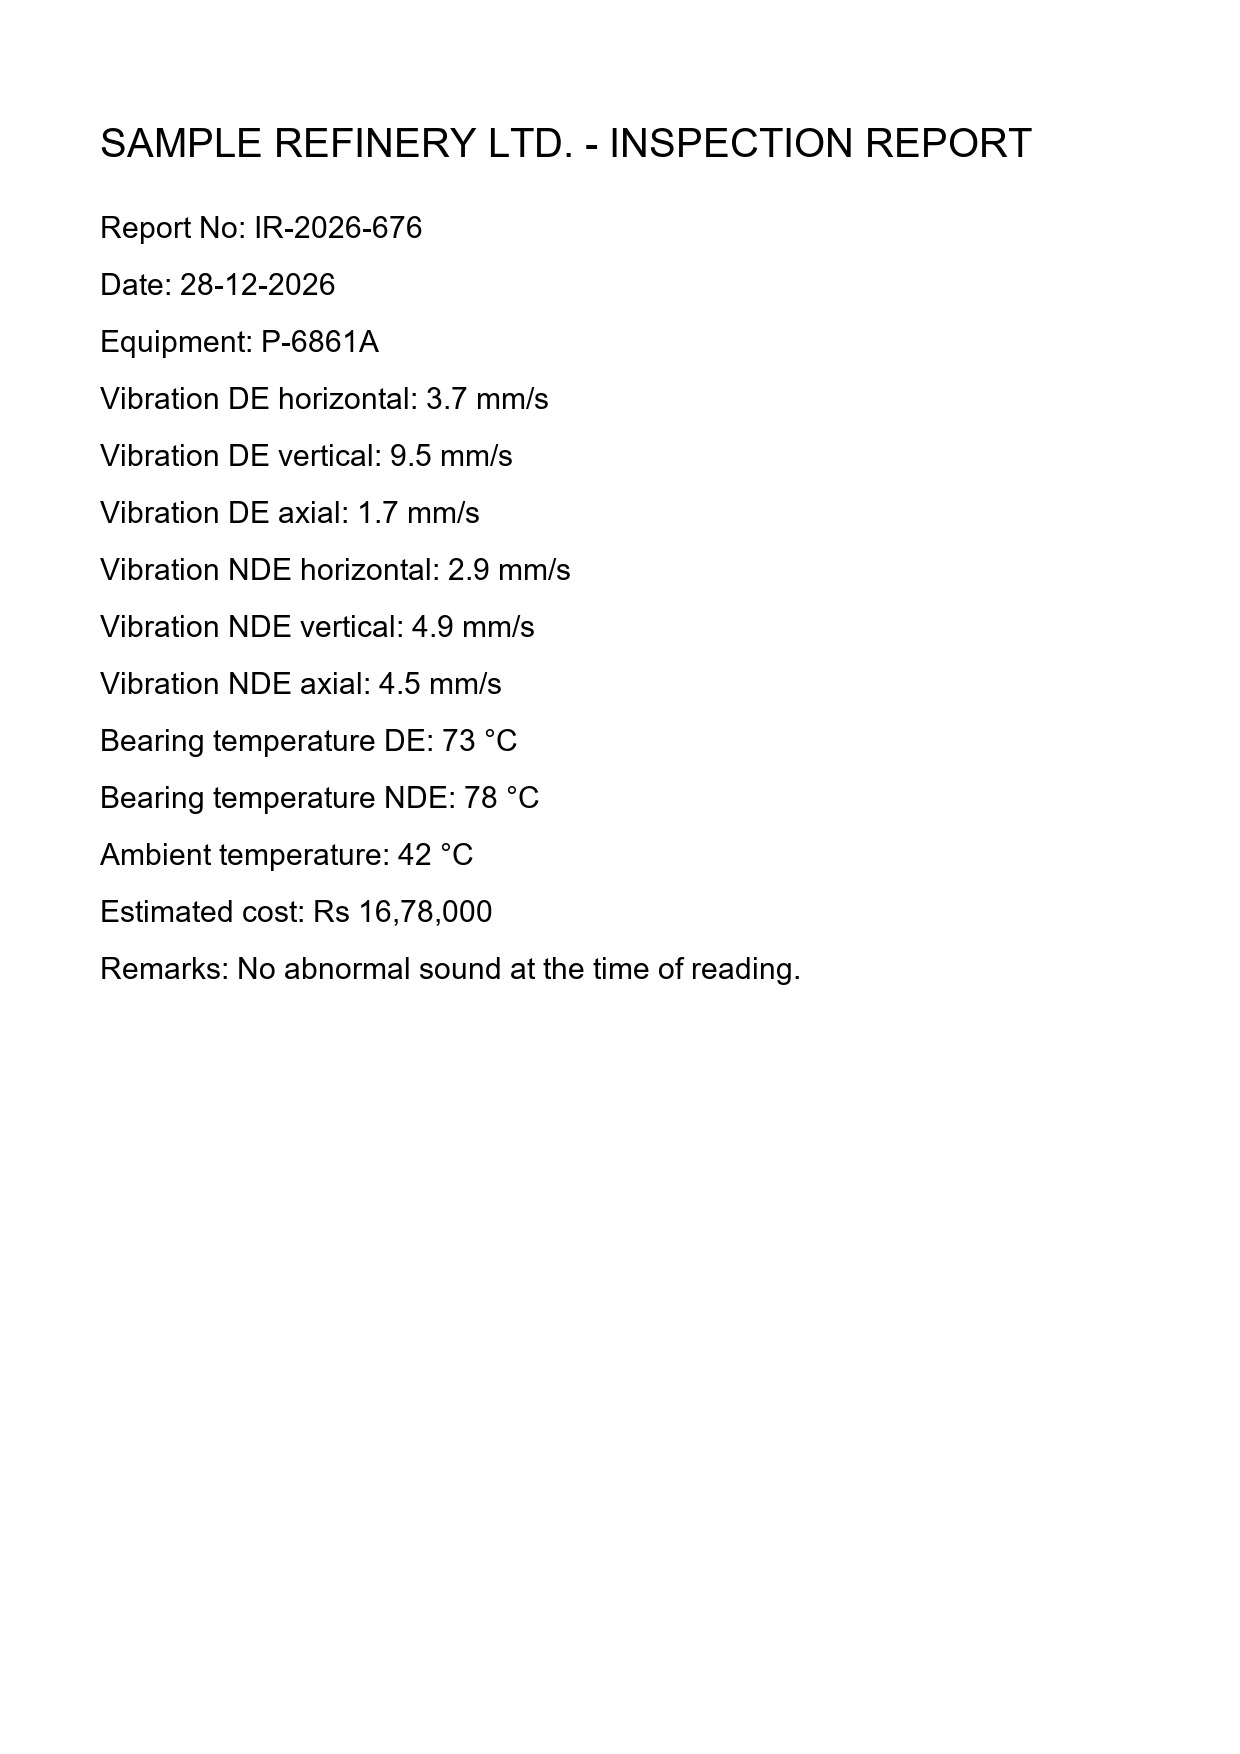 SAMPLE REFINERY LTD. - INSPECTION REPORT
Report No: IR-2026-676
Date: 28-12-2026
Equipment: P-6861A
Vibration DE horizontal: 3.7 mm/s
Vibration DE vertical: 9.5 mm/s
Vibration DE axial: 1.7 mm/s
Vibration NDE horizontal: 2.9 mm/s
Vibration NDE vertical: 4.9 mm/s
Vibration NDE axial: 4.5 mm/s
Bearing temperature DE: 73 °C
Bearing temperature NDE: 78 °C
Ambient temperature: 42 °C
Estimated cost: Rs 16,78,000
Remarks: No abnormal sound at the time of reading.